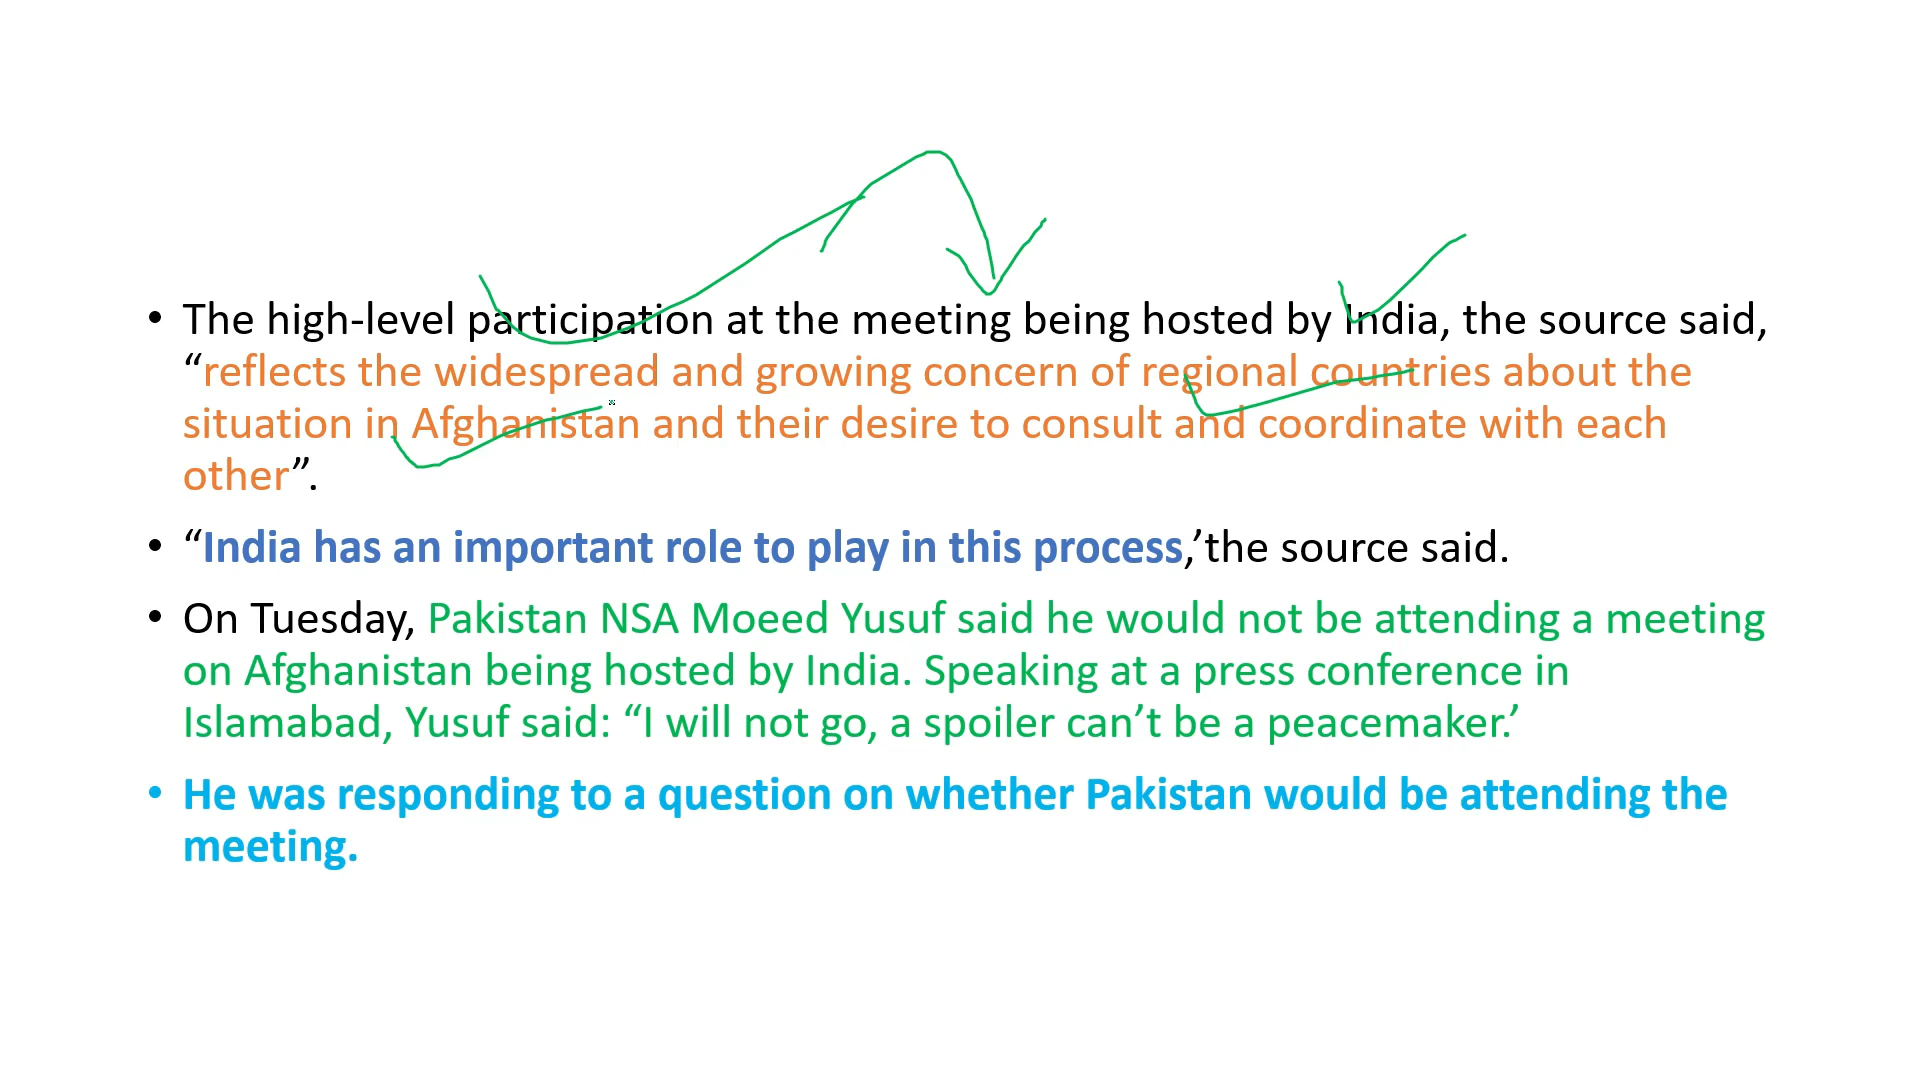 • The high-level participation at the meeting being hosted by India, the source said,
“reflects the widespread and growing concern of regional countries about the
situation in Afghanistan and their desire to consult and coordinate with each
other”.
• “India has an important role to play in this process,’the source said.
• On Tuesday, Pakistan NSA Moeed Yusuf said he would not be attending a meeting
on Afghanistan being hosted by India. Speaking at a press conference in
Islamabad, Yusuf said: “I will not go, a spoiler can’t be a peacemaker.’
• He was responding to a question on whether Pakistan would be attending the
meeting.